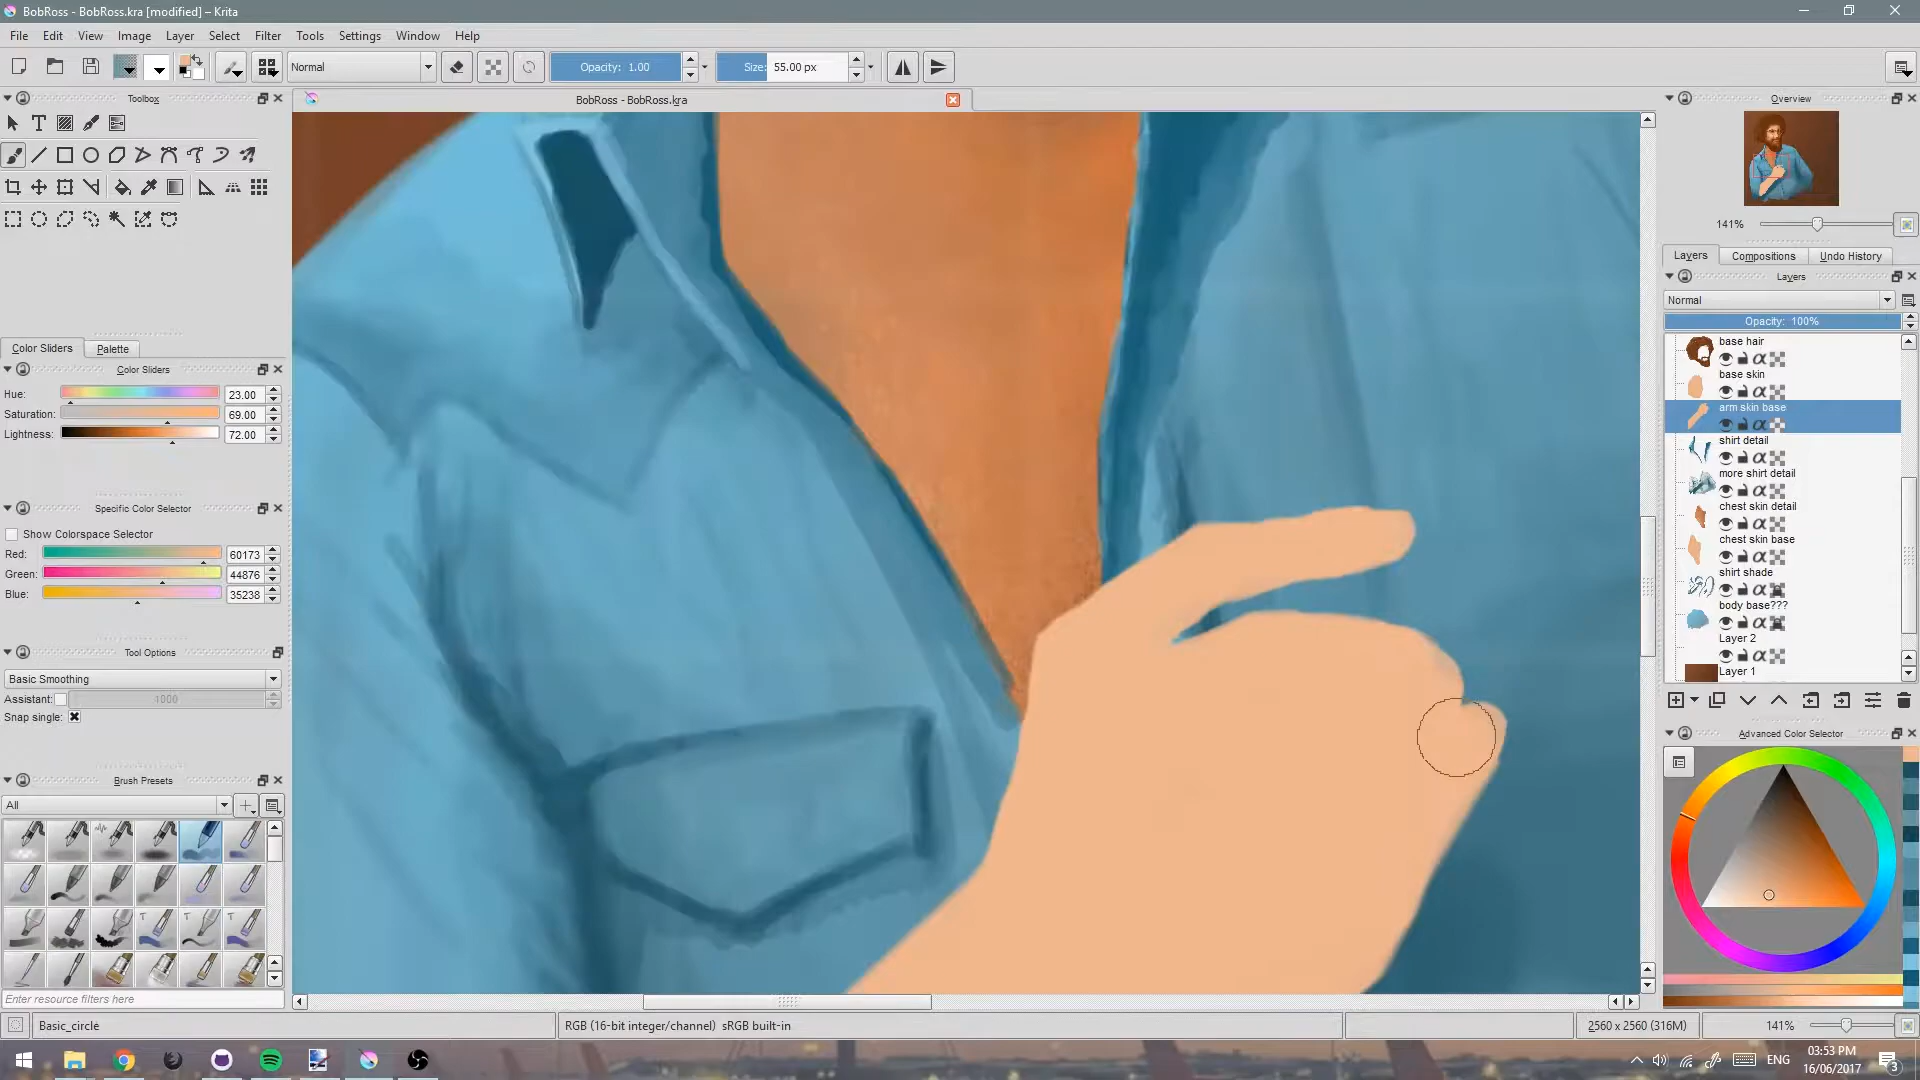 BobRoss - BobRoss.kra [modified] – Krita
File Edit View Image Layer Select Filter Tools Settings Window Help
Normal Opacity: 1.00 Size: 55.00 px
Toolbox BobRoss - BobRoss.kra Overview
141%
Layers Compositions Undo History
Layers
Normal
Opacity: 100%
base hair
base skin
arm skin base
shirt detail
more shirt detail
chest skin detail
chest skin base
shirt shade
body base???
Layer 2
Layer 1
Color Sliders Palette
Color Sliders
Hue: 23.00
Saturation: 69.00
Lightness: 72.00
Specific Color Selector
Show Colorspace Selector
Red: 60173
Green: 44876
Blue: 35238
Tool Options
Basic Smoothing
Assistant: 1000
Snap single:
Brush Presets
All
Enter resource filters here
Advanced Color Selector
Basic_circle RGB (16-bit integer/channel) sRGB built-in 2560 x 2560 (316M) 141%
ENG 03:53 PM
16/06/2017 3